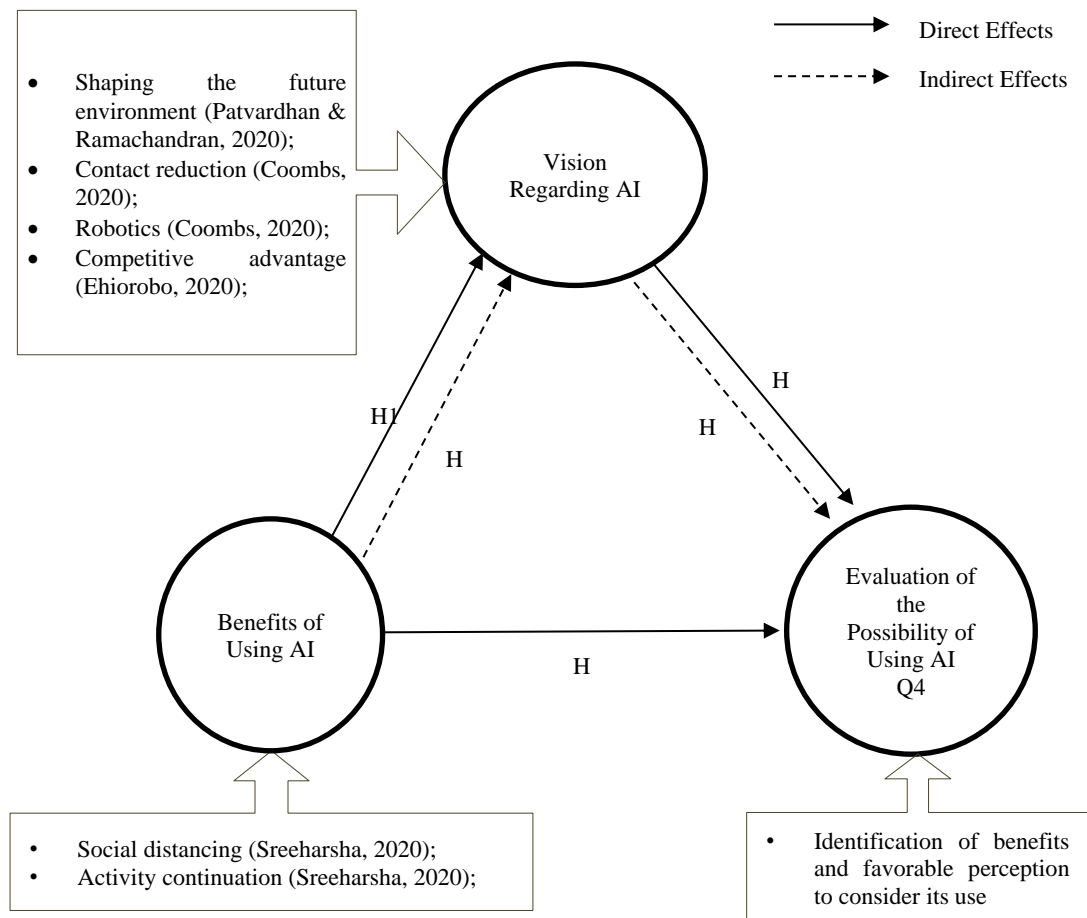 Direct Effects
Indirect Effects
• Shaping the future
environment (Patvardhan &
Ramachandran, 2020);
• Contact reduction (Coombs,
2020);
• Robotics (Coombs, 2020);
• Competitive advantage
(Ehiorobo, 2020);
Vision
Regarding AI
H1
H
H
H
Benefits of
Using AI
H
Evaluation of
the
Possibility of
Using AI
Q4
• Social distancing (Sreeharsha, 2020);
• Activity continuation (Sreeharsha, 2020);
• Identification of benefits
and favorable perception
to consider its use